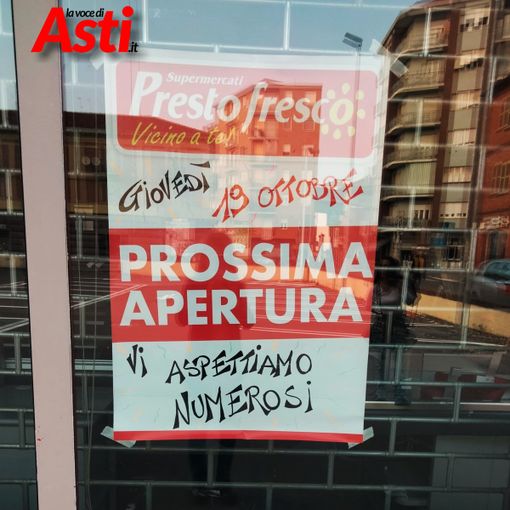 la voce di
Asti.it
Supermercati
Presto fresco
Vicino a te!
GIOVEDÌ 19 OTTOBRE
PROSSIMA
APERTURA
Vi ASPETTIAMO
NUMEROSi